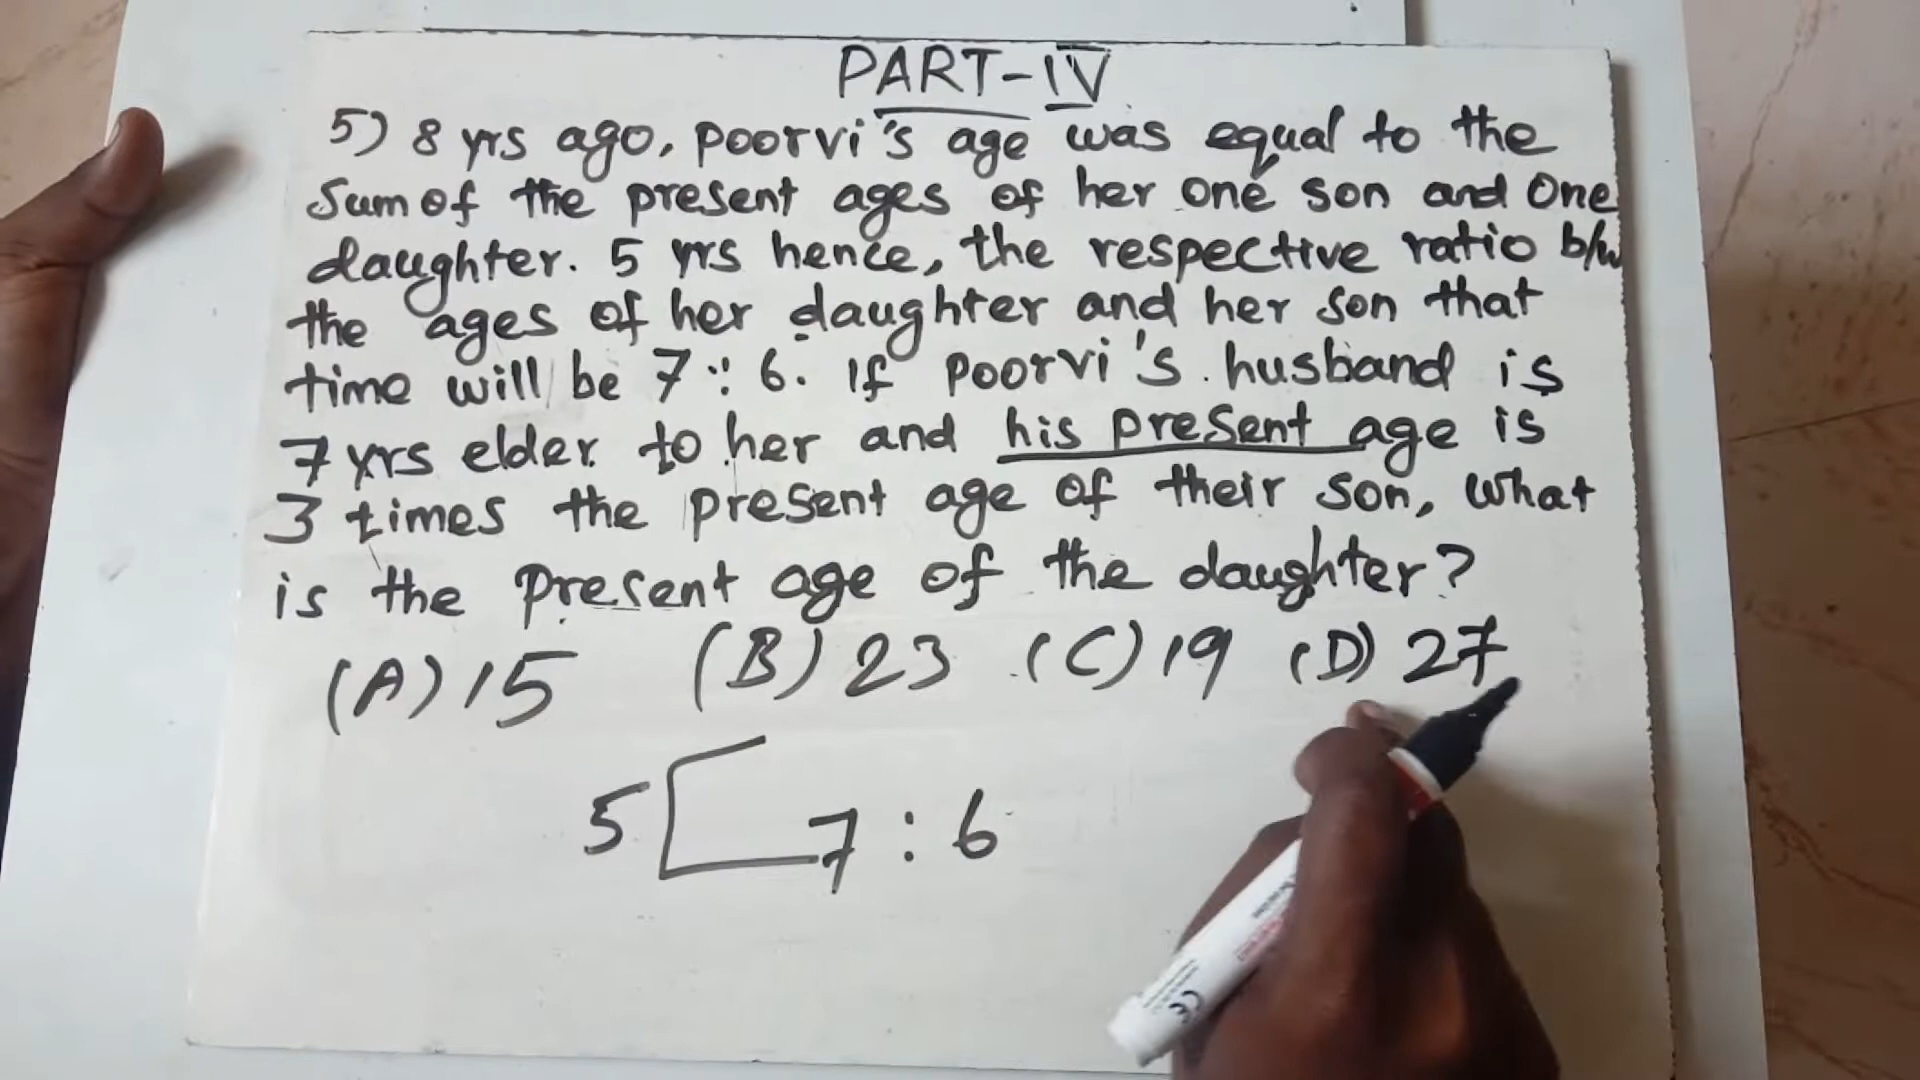 PART-IV
5) 8 yrs ago, Poorvi's age was equal to the
Sum of the present ages of her one son and One
daughter. 5 yrs hence, the respective ratio b/w
the ages of her daughter and her son that
time will be 7 : 6. If Poorvi's husband is
7 yrs elder to her and his present age is
3 times the present age of their son, what
is the present age of the daughter?
(A) 15 (B) 23 (C) 19 (D) 27
5 7 : 6